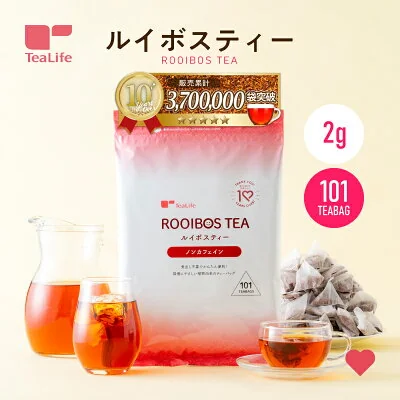 TeaLife
ルイボスティー
ROOIBOS TEA
販売累計
3,700,000袋突破
2g
101
TEABAG
TeaLife
10
ROOIBOS TEA
ルイボスティー
ノンカフェイン
101
TEABAGS